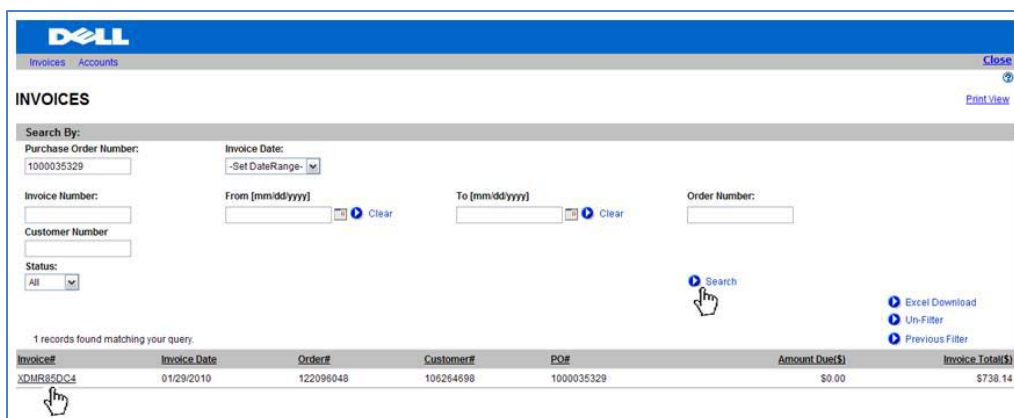 DELL
Invoices Accounts Close
INVOICES
Print View
Search By:
Purchase Order Number: Invoice Date:
1000035329 -Set DateRange-
Invoice Number: From [mm/dd/yyyy] To [mm/dd/yyyy] Order Number:
Clear Clear
Customer Number
Status:
All Search
Excel Download
Un-Filter
1 records found matching your query. Previous Filter
Invoice# Invoice Date Order# Customer# PO# Amount Due($) Invoice Total($)
XDMR85DC4 01/29/2010 122096048 106264698 1000035329 $0.00 $738.14